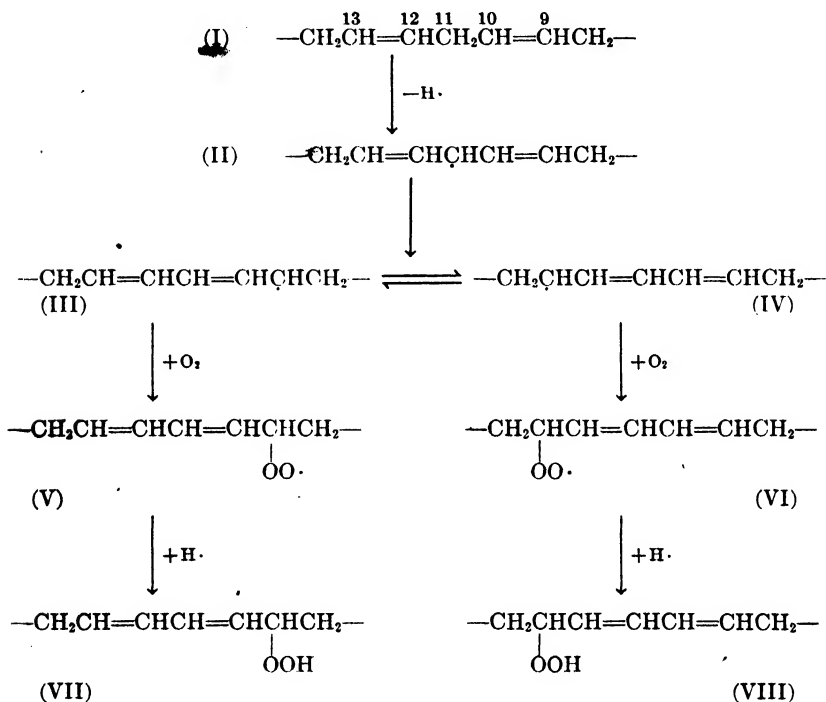 13 12 11 10 9
(I) —CH₂CH=CHCH₂CH=CHCH₂—
—H·
(II) —CH₂CH=CHĊHCH=CHCH₂—
—CH₂CH=CHCH=CHĊHCH₂— —CH₂ĊHCH=CHCH=CHCH₂—
(III) (IV)
+O₂ +O₂
—CH₂CH=CHCH=CHCHCH₂— —CH₂CHCH=CHCH=CHCH₂—
OO· OO·
(V) (VI)
+H· +H·
—CH₂CH=CHCH=CHCHCH₂— —CH₂CHCH=CHCH=CHCH₂—
OOH OOH
(VII) (VIII)